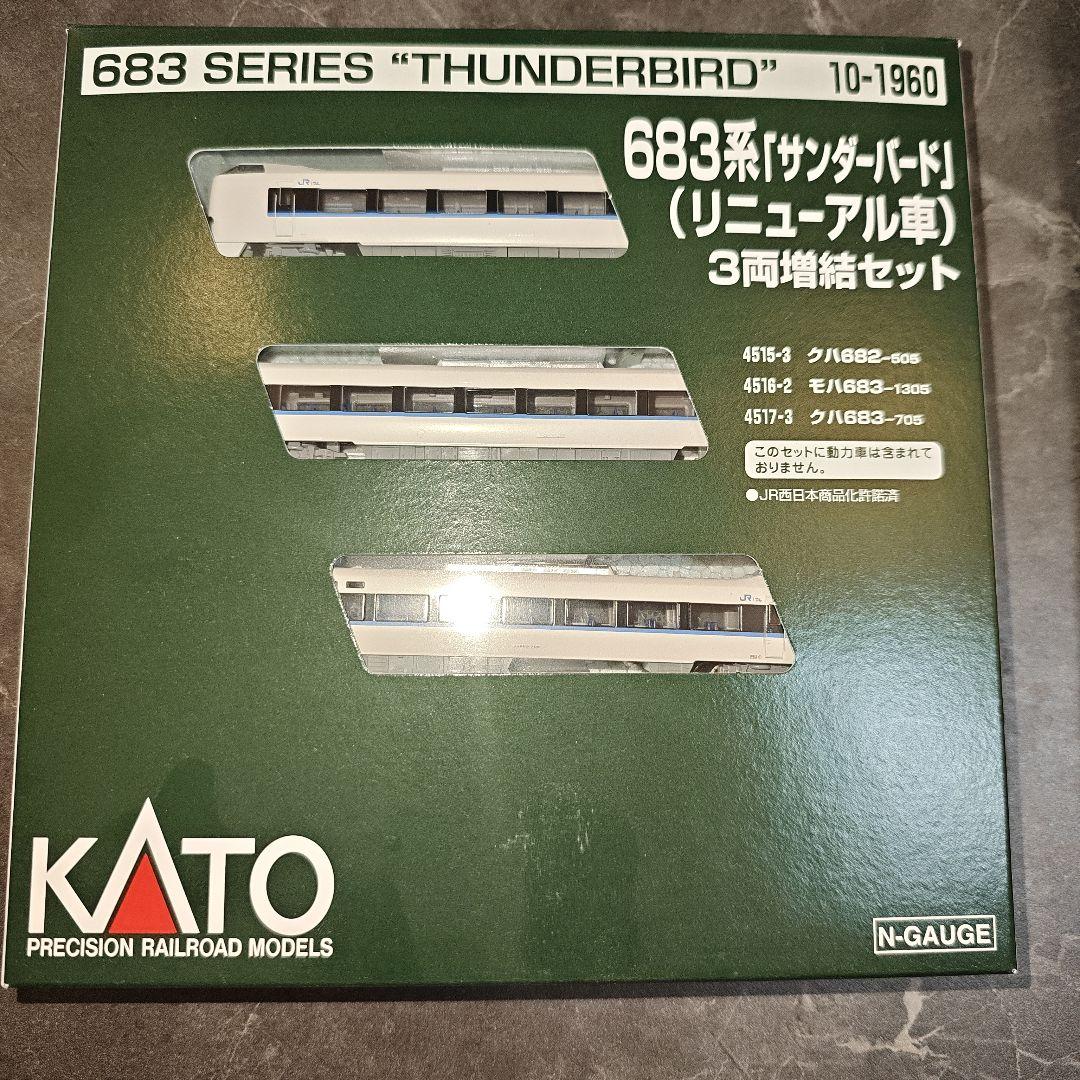 683 SERIES “THUNDERBIRD” 10-1960
683系「サンダーバード」
（リニューアル車）
3両増結セット
4515-3 クハ682-505
4516-2 モハ683-1305
4517-3 クハ683-705
このセットに動力車は含まれて
おりません。
●JR西日本商品化許諾済
JR
JR
KATO
PRECISION RAILROAD MODELS
N-GAUGE